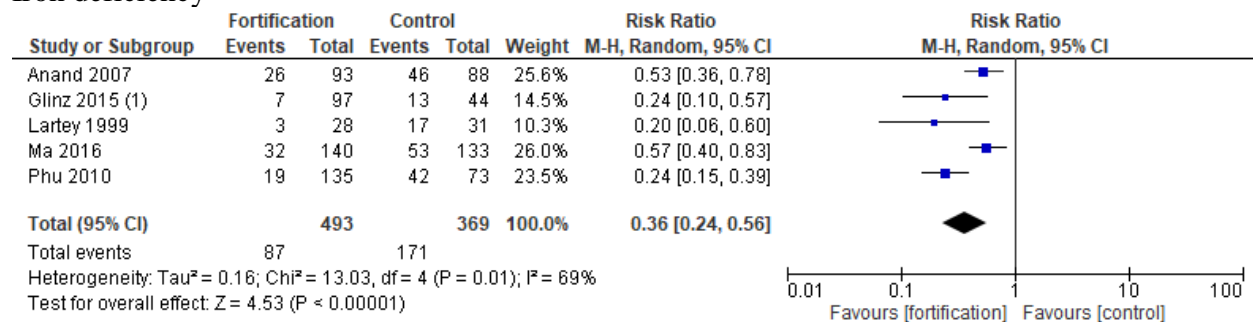 Iron deficiency
Fortification Control Risk Ratio Risk Ratio
Study or Subgroup Events Total Events Total Weight M-H, Random, 95% CI M-H, Random, 95% CI
Anand 2007 26 93 46 88 25.6% 0.53 [0.36, 0.78]
Glinz 2015 (1) 7 97 13 44 14.5% 0.24 [0.10, 0.57]
Lartey 1999 3 28 17 31 10.3% 0.20 [0.06, 0.60]
Ma 2016 32 140 53 133 26.0% 0.57 [0.40, 0.83]
Phu 2010 19 135 42 73 23.5% 0.24 [0.15, 0.39]
Total (95% CI) 493 369 100.0% 0.36 [0.24, 0.56]
Total events 87 171
Heterogeneity: Tau² = 0.16; Chi² = 13.03, df = 4 (P = 0.01); I² = 69%
Test for overall effect: Z = 4.53 (P < 0.00001)
0.01 0.1 1 10 100
Favours [fortification] Favours [control]